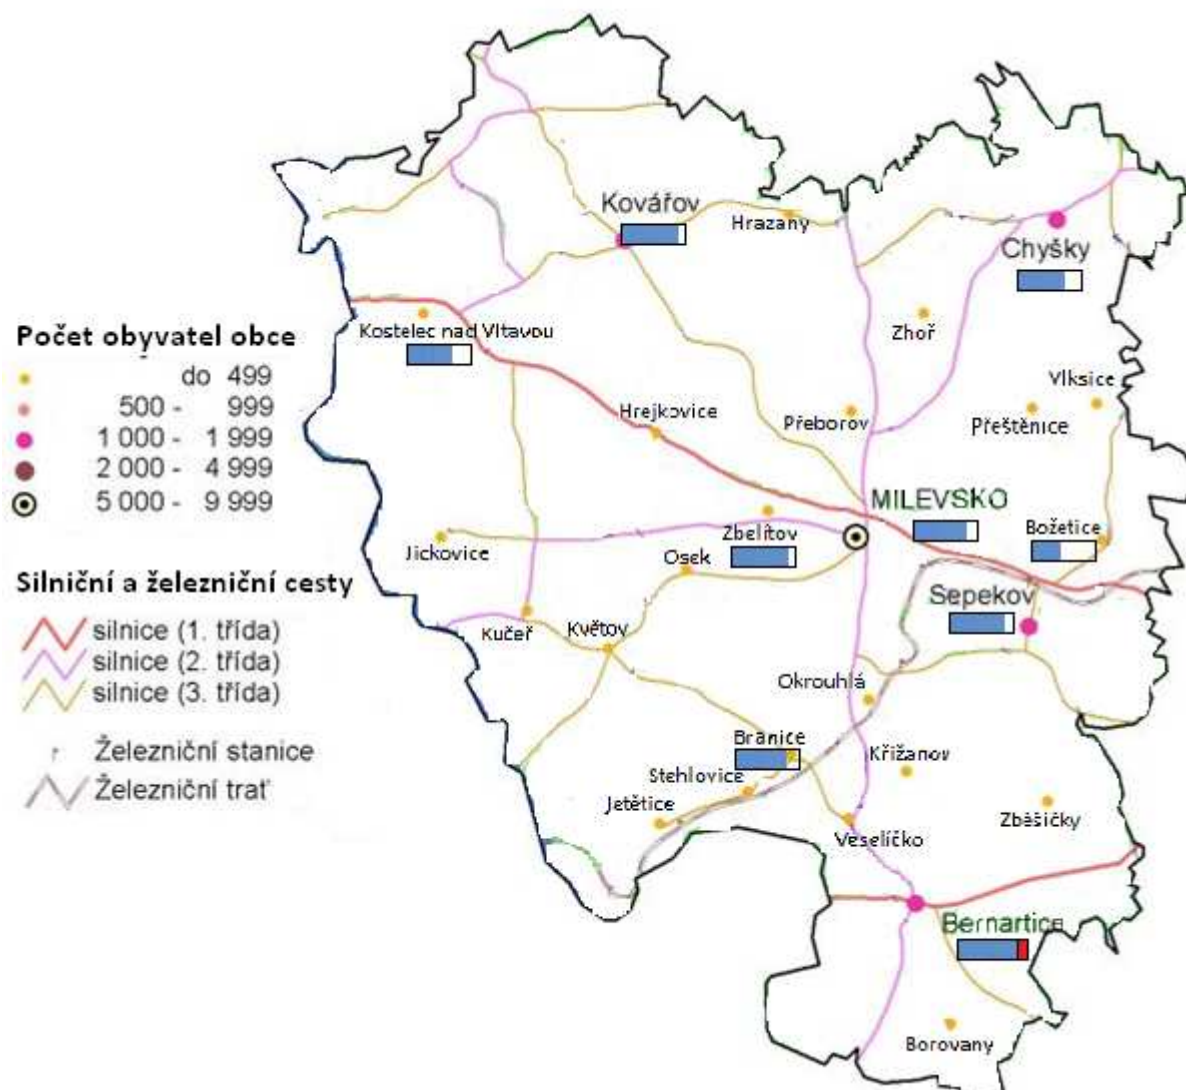 Kovářov
Hrazany
Chyšky
Kostelec nad Vltavou
Zhoř
Vlksice
Hrejkovice
Přeborov
Přeštěnice
MILEVSKO
Zbelítov
Božetice
Jickovice
Osek
Sepekov
Kučeř
Květov
Okrouhlá
Branice
Křižanov
Stehlovice
Jetětice
Zběšičky
Veselíčko
Bernartice
Borovany
Počet obyvatel obce
do 499
500 - 999
1 000 - 1 999
2 000 - 4 999
5 000 - 9 999
Silniční a železniční cesty
silnice (1. třída)
silnice (2. třída)
silnice (3. třída)
Železniční stanice
Železniční trať